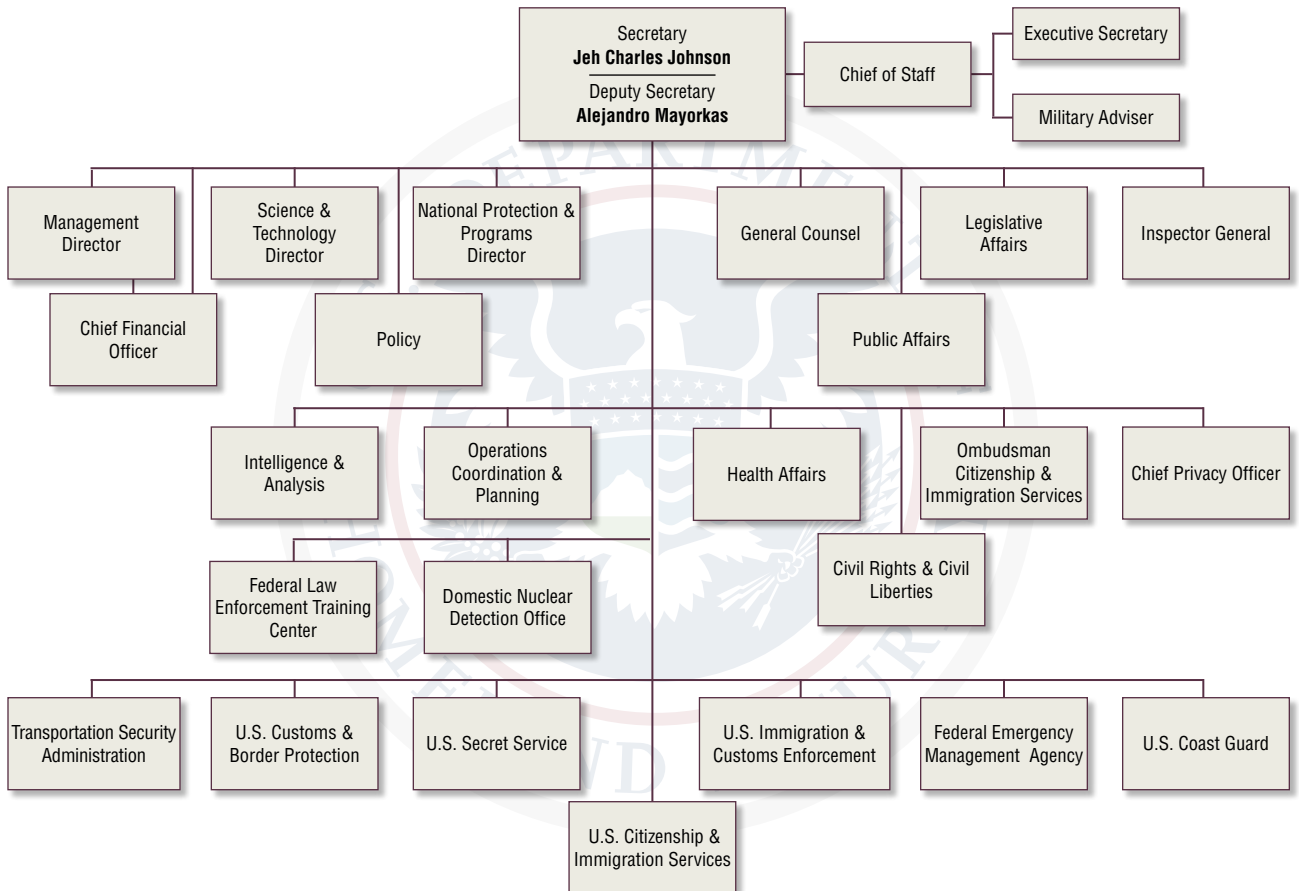 Secretary
Jeh Charles Johnson
Deputy Secretary
Alejandro Mayorkas
Chief of Staff
Executive Secretary
Military Adviser
Management
Director
Science &
Technology
Director
National Protection &
Programs
Director
General Counsel
Legislative
Affairs
Inspector General
Chief Financial
Officer
Policy
Public Affairs
Intelligence &
Analysis
Operations
Coordination &
Planning
Health Affairs
Ombudsman
Citizenship &
Immigration Services
Chief Privacy Officer
Federal Law
Enforcement Training
Center
Domestic Nuclear
Detection Office
Civil Rights & Civil
Liberties
Transportation Security
Administration
U.S. Customs &
Border Protection
U.S. Secret Service
U.S. Immigration &
Customs Enforcement
Federal Emergency
Management Agency
U.S. Coast Guard
U.S. Citizenship &
Immigration Services